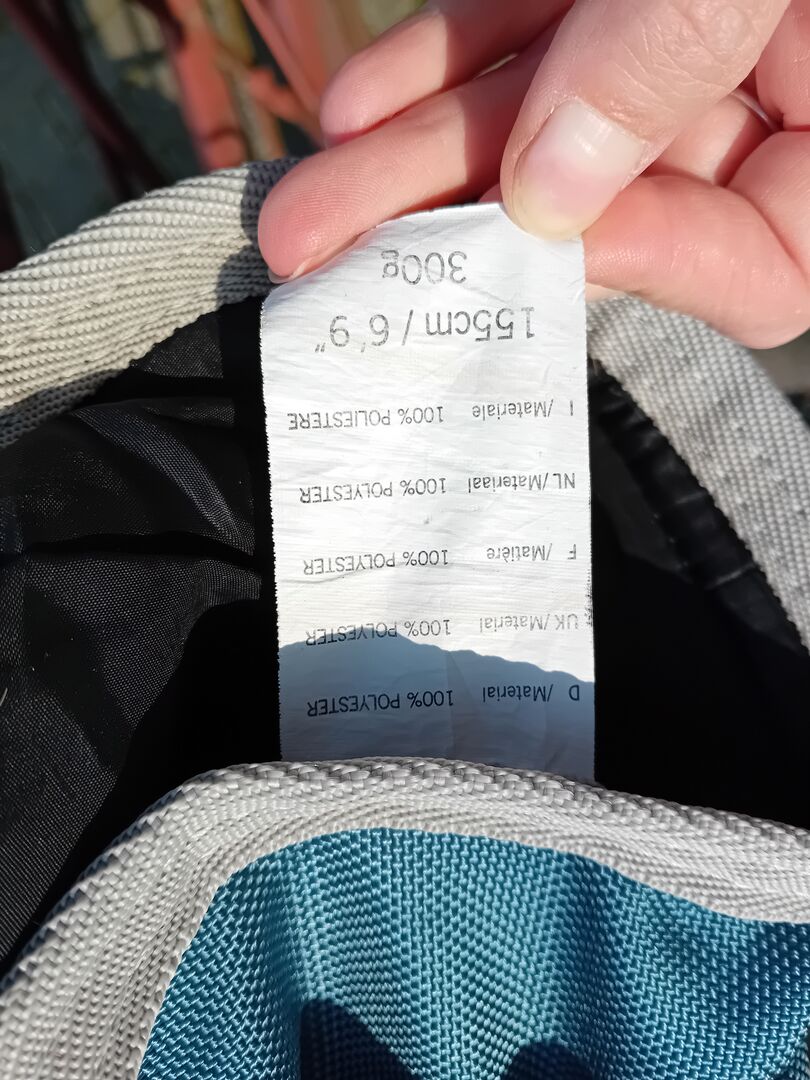 D /Material 100% POLYESTER
UK/Material 100% POLYESTER
F /Matière 100% POLYESTER
NL/Materiaal 100% POLYESTER
I /Materiale 100% POLIESTERE
155cm / 6´9"
300g